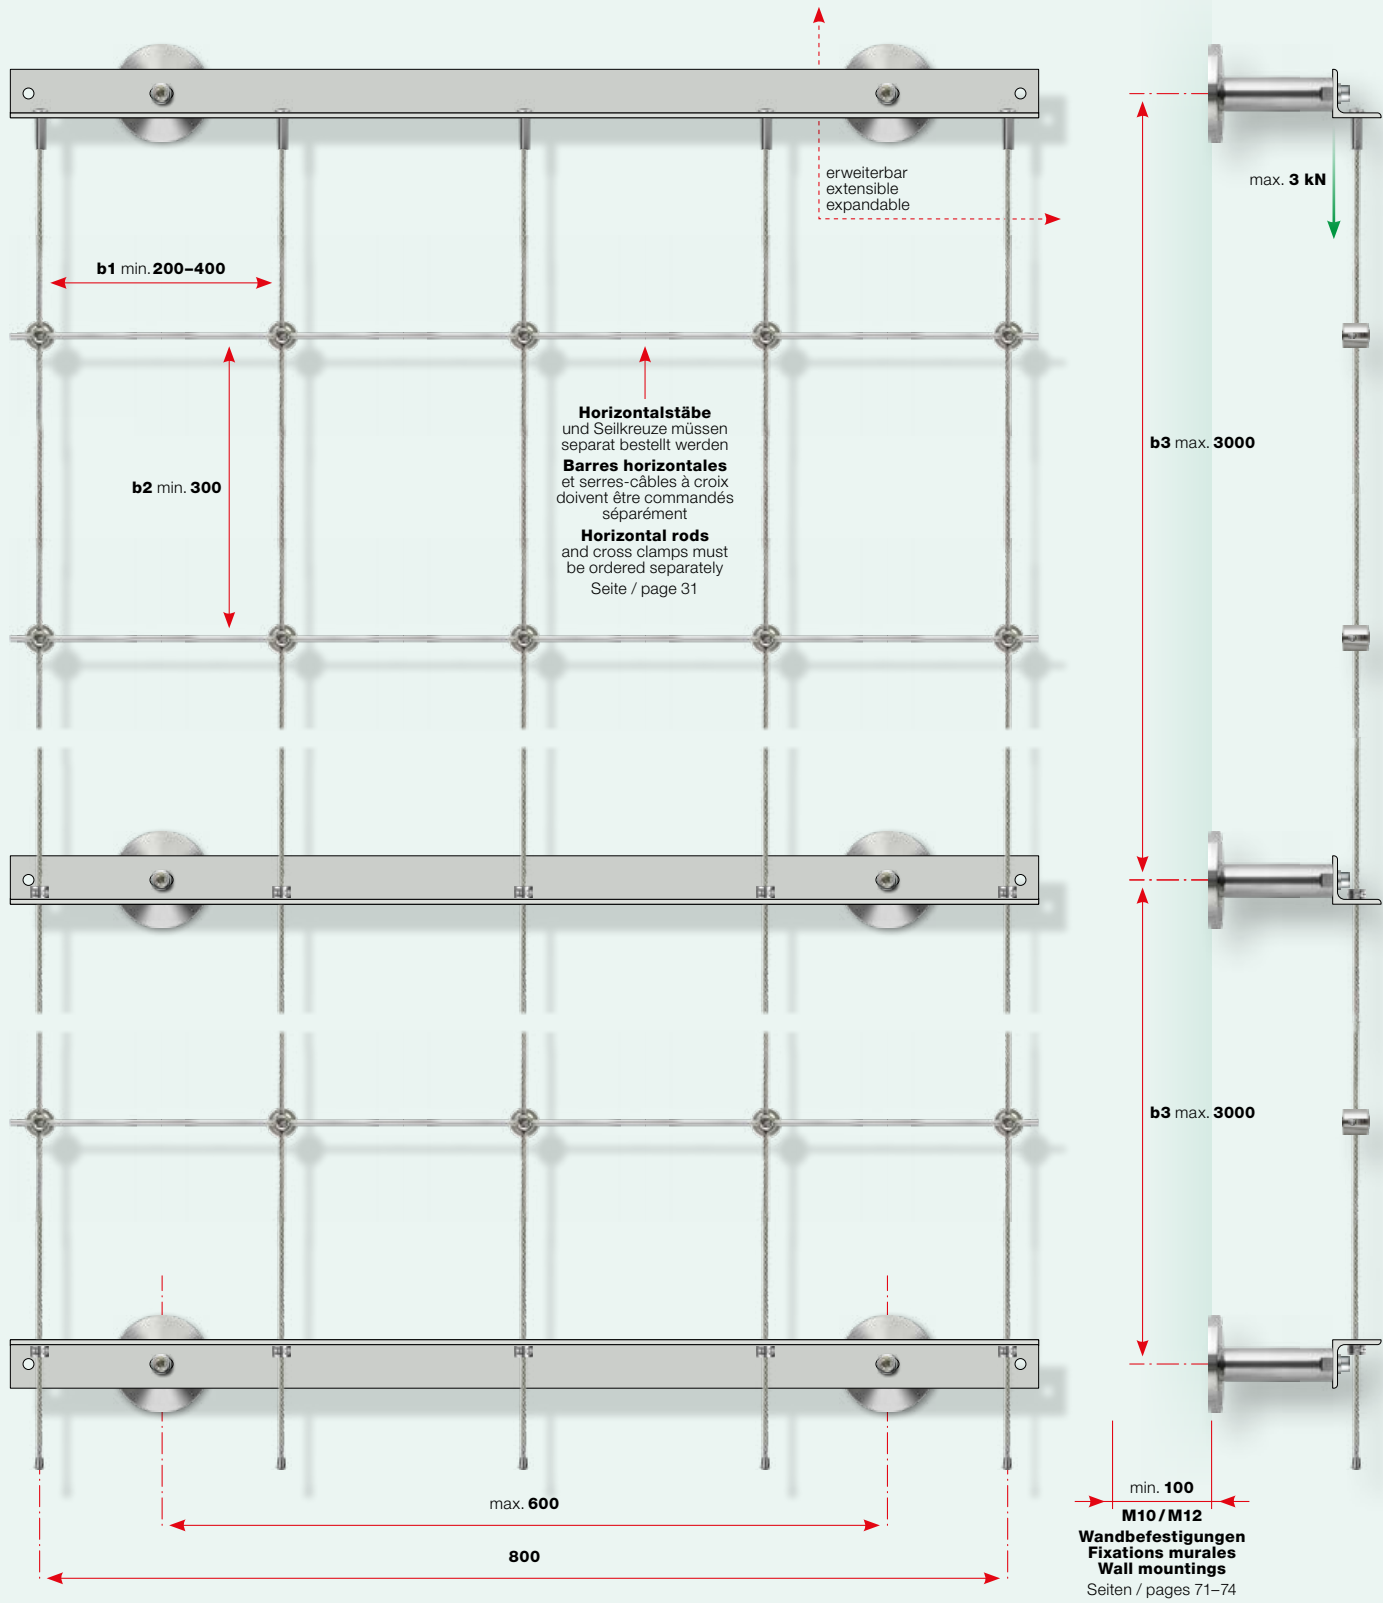 erweiterbar
extensible
expandable
max. 3 kN
b1 min. 200–400
Horizontalstäbe
und Seilkreuze müssen
separat bestellt werden
Barres horizontales
et serres-câbles à croix
doivent être commandés
séparément
Horizontal rods
and cross clamps must
be ordered separately
Seite / page 31
b2 min. 300
b3 max. 3000
b3 max. 3000
max. 600
800
min. 100
M10 / M12
Wandbefestigungen
Fixations murales
Wall mountings
Seiten / pages 71–74